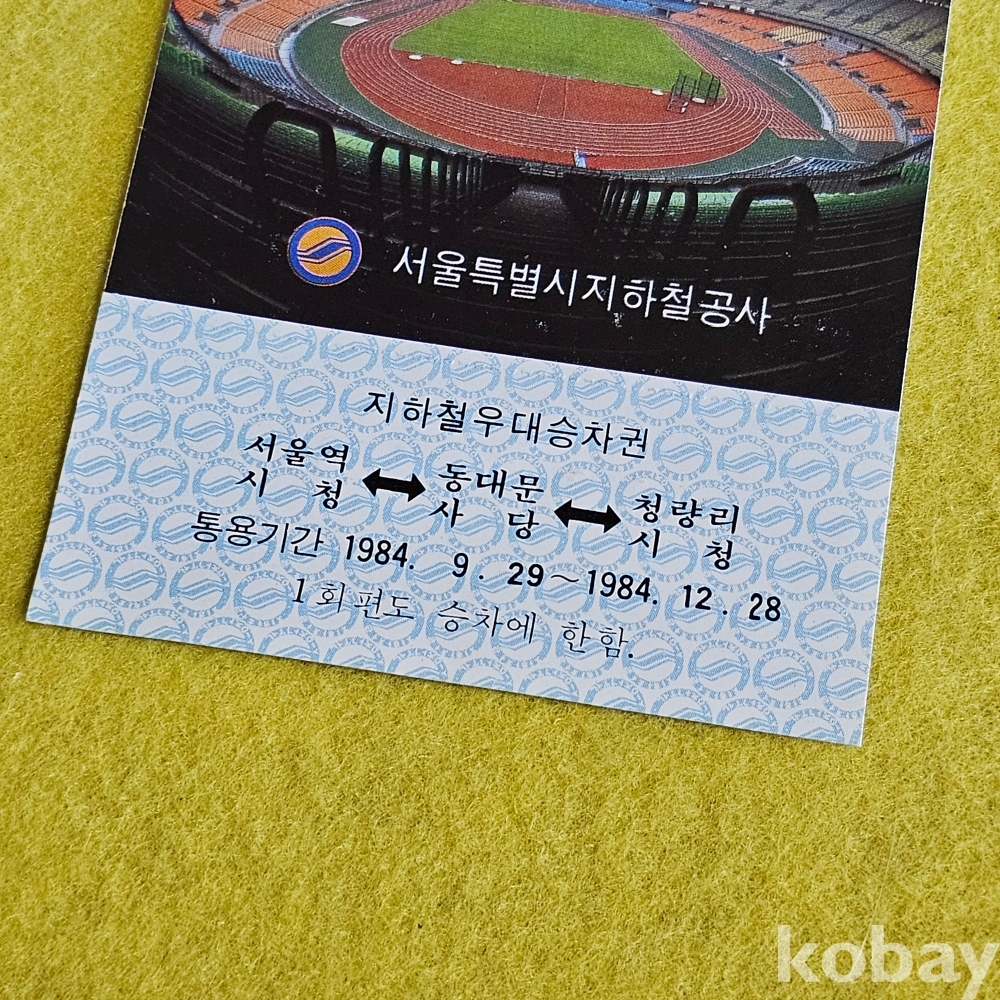 서울특별시지하철공사
지하철우대승차권
서울역 ↔ 동대문 ↔ 청량리
시청 사당 시청
통용기간 1984. 9. 29~1984. 12. 28
1회편도 승차에 한함.
kobay